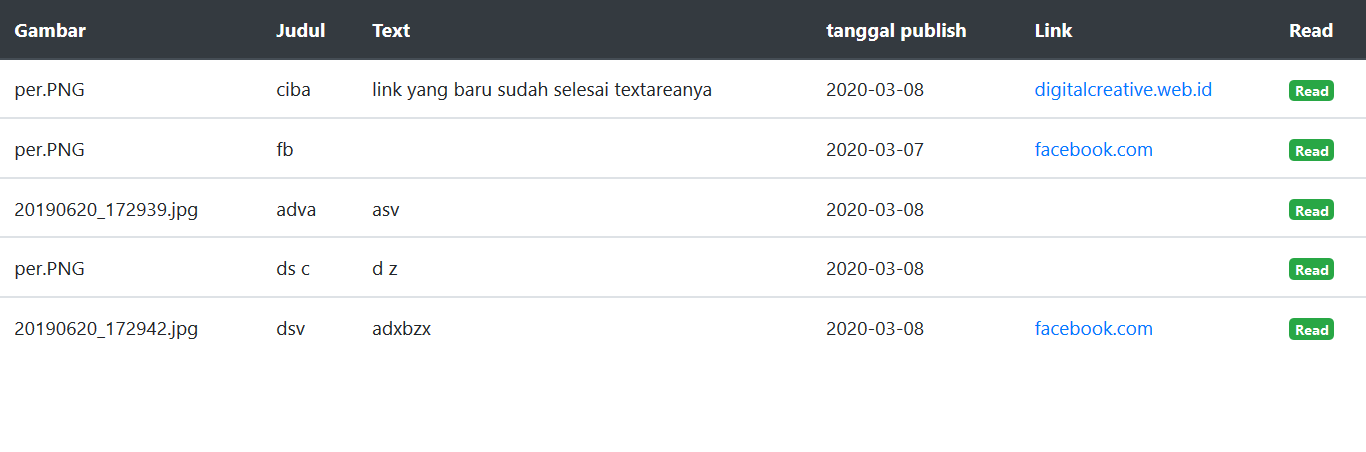 Gambar Judul Text tanggal publish Link Read
per.PNG ciba link yang baru sudah selesai textareanya 2020-03-08 digitalcreative.web.id Read
per.PNG fb 2020-03-07 facebook.com Read
20190620_172939.jpg adva asv 2020-03-08 Read
per.PNG ds c d z 2020-03-08 Read
20190620_172942.jpg dsv adxbzx 2020-03-08 facebook.com Read